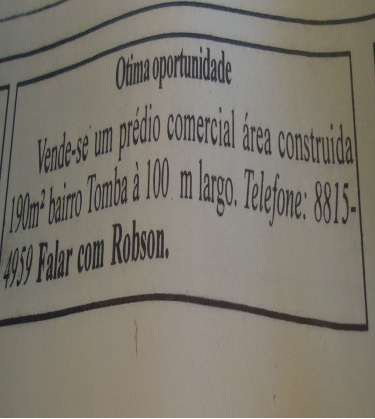 Otima oportunidade
Vende-se um prédio comercial área construida
190m² bairro Tomba à 100 m largo. Telefone: 8815-
4959 Falar com Robson.